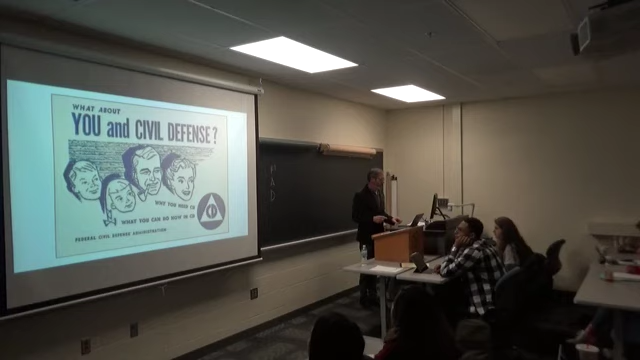 WHAT ABOUT
YOU and CIVIL DEFENSE?
WHY YOU NEED CD
WHAT YOU CAN DO NOW IN CD
FEDERAL CIVIL DEFENSE ADMINISTRATION
CD
M
A
D